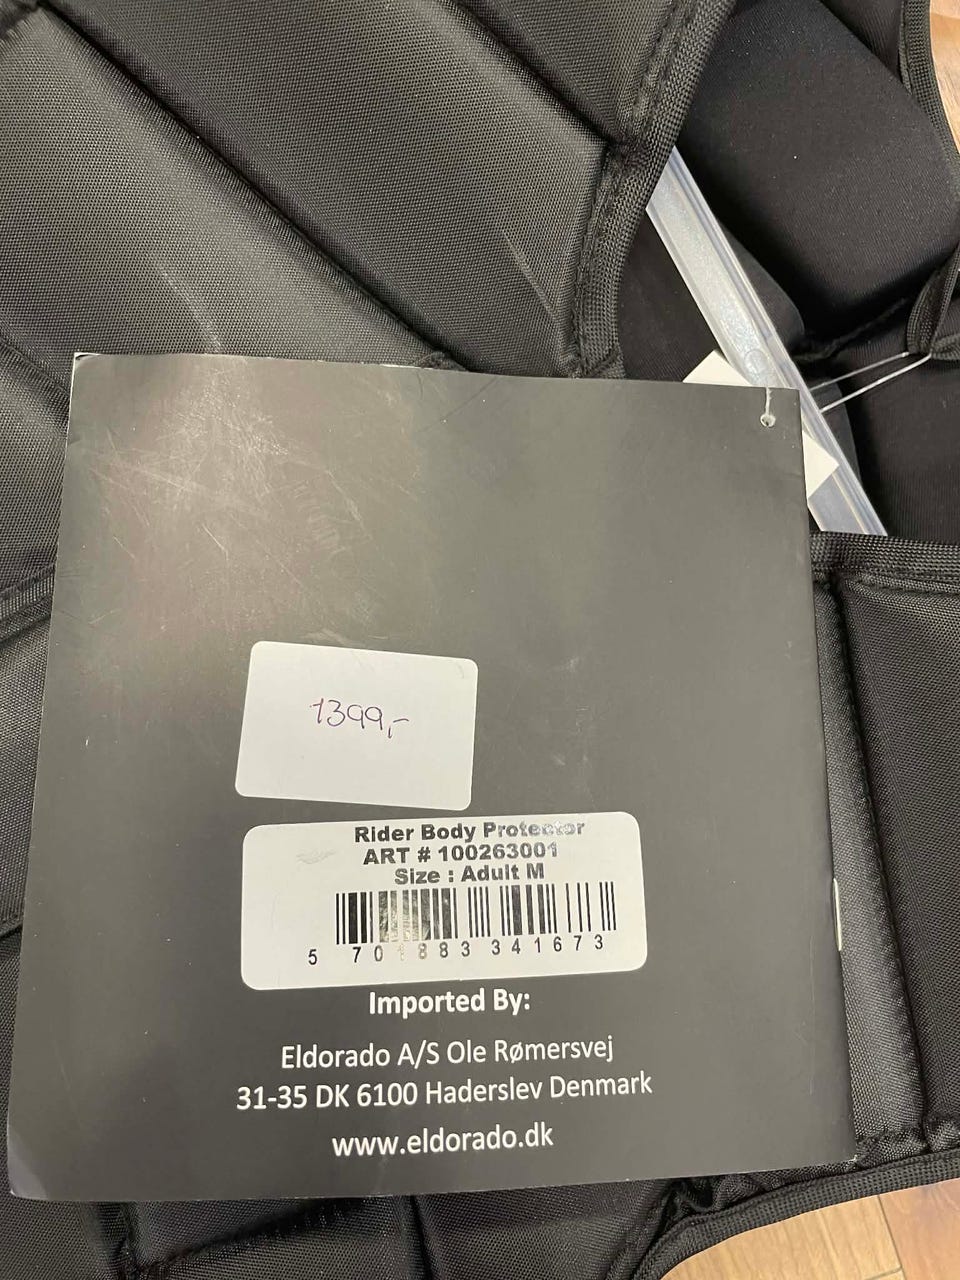 1399,-
Rider Body Protector
ART # 100263001
Size : Adult M
5 701883 341673
Imported By:
Eldorado A/S Ole Rømersvej
31-35 DK 6100 Haderslev Denmark
www.eldorado.dk